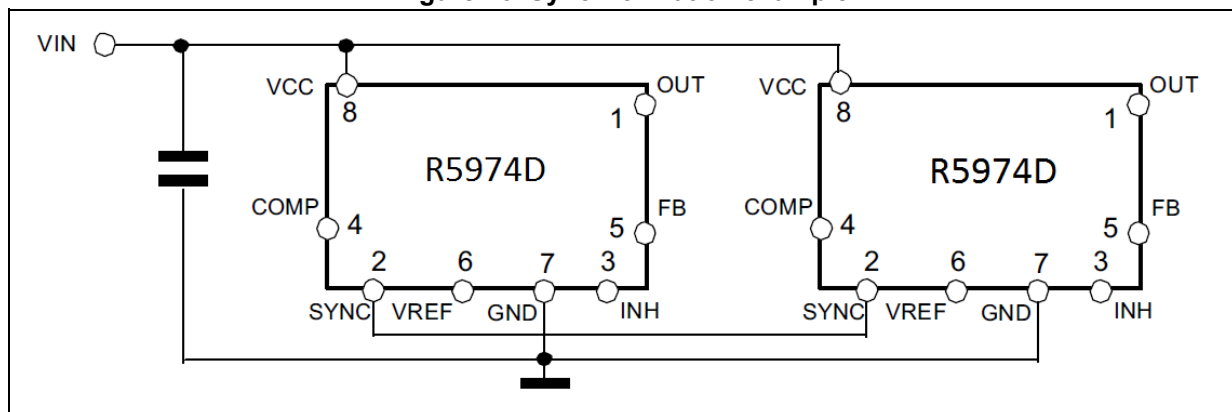 VIN
VCC
8
OUT
1
R5974D
COMP
4
FB
5
2
6
7
3
SYNC
VREF
GND
INH
VCC
8
OUT
1
R5974D
COMP
4
FB
5
2
6
7
3
SYNC
VREF
GND
INH